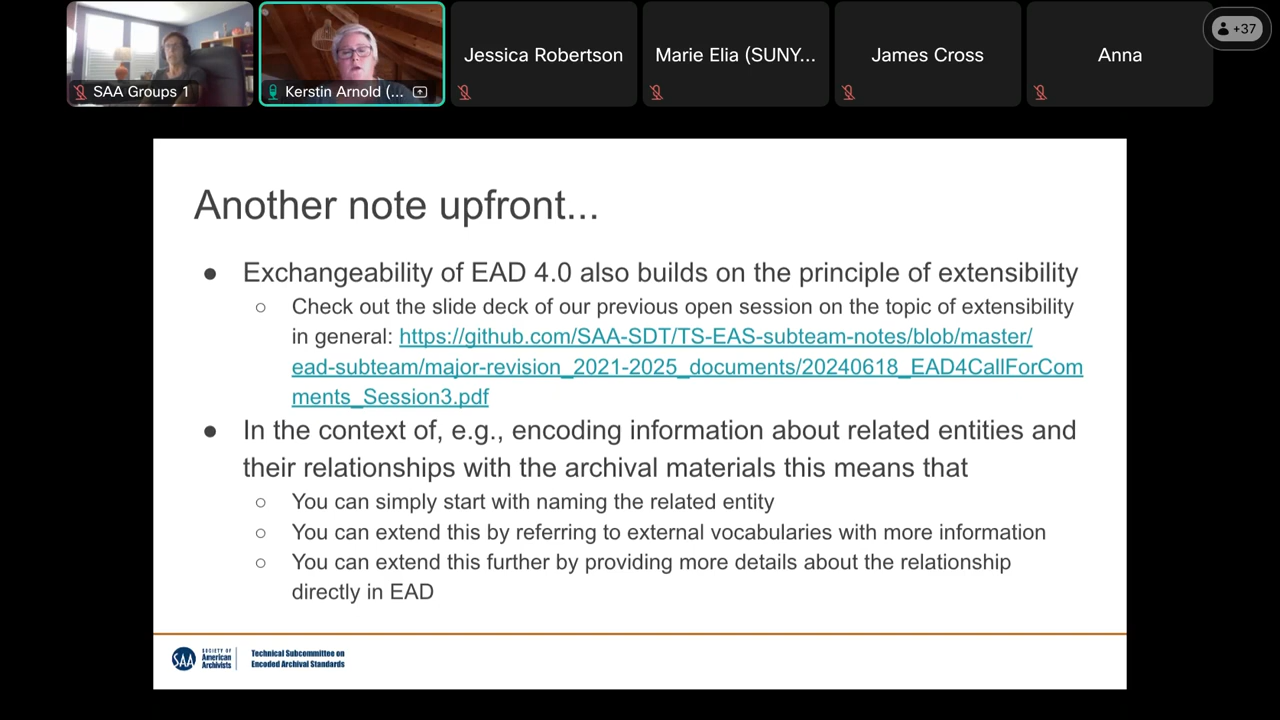 SAA Groups 1
Kerstin Arnold (...
Jessica Robertson
Marie Elia (SUNY...
James Cross
Anna
+37
Another note upfront...
● Exchangeability of EAD 4.0 also builds on the principle of extensibility
○ Check out the slide deck of our previous open session on the topic of extensibility
in general: https://github.com/SAA-SDT/TS-EAS-subteam-notes/blob/master/
ead-subteam/major-revision_2021-2025_documents/20240618_EAD4CallForCom
ments_Session3.pdf
● In the context of, e.g., encoding information about related entities and
their relationships with the archival materials this means that
○ You can simply start with naming the related entity
○ You can extend this by referring to external vocabularies with more information
○ You can extend this further by providing more details about the relationship
directly in EAD
SAA
SOCIETY OF
American
Archivists
Technical Subcommittee on
Encoded Archival Standards